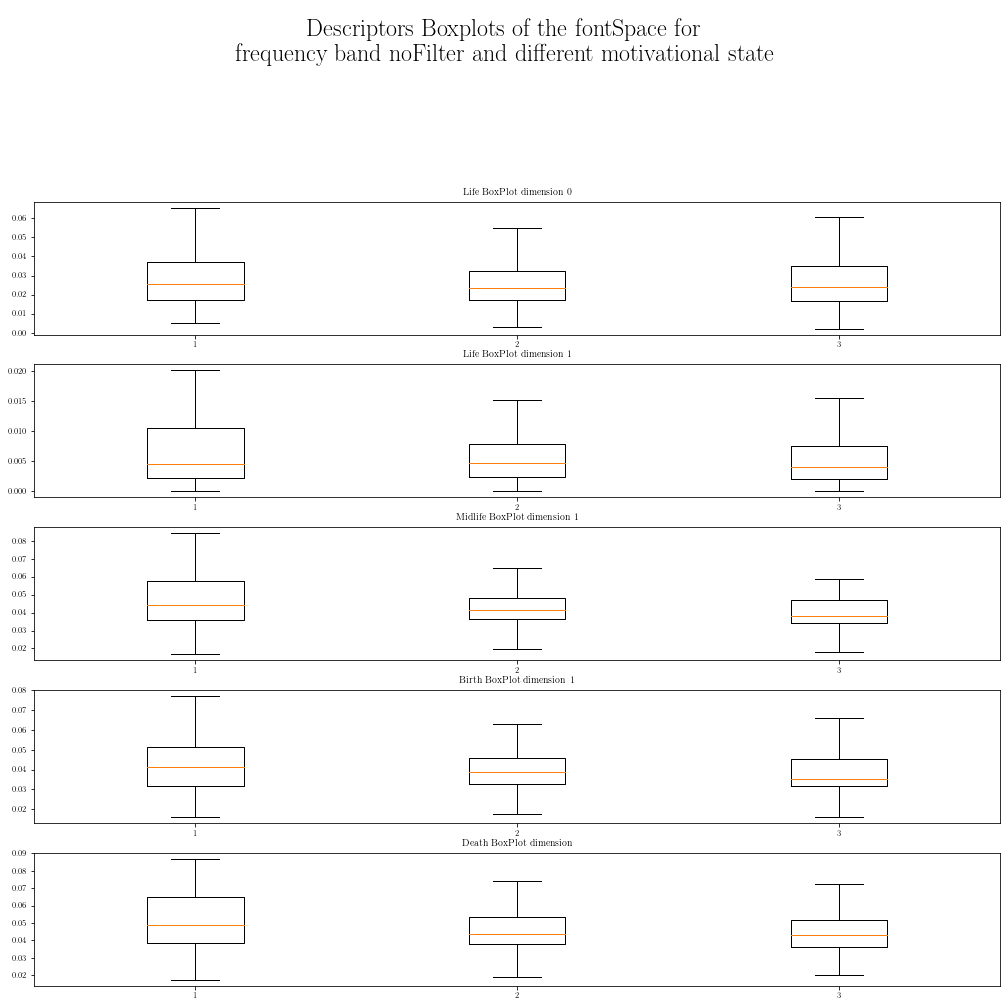 Descriptors Boxplots of the fontSpace for
frequency band noFilter and different motivational state
Life BoxPlot dimension 0
0.06
0.05
0.04
0.03
0.02
0.01
0.00
1 2 3
Life BoxPlot dimension 1
0.020
0.015
0.010
0.005
0.000
1 2 3
Midlife BoxPlot dimension 1
0.08
0.07
0.06
0.05
0.04
0.03
0.02
1 2 3
Birth BoxPlot dimension 1
0.08
0.07
0.06
0.05
0.04
0.03
0.02
1 2 3
Death BoxPlot dimension
0.09
0.08
0.07
0.06
0.05
0.04
0.03
0.02
1 2 3